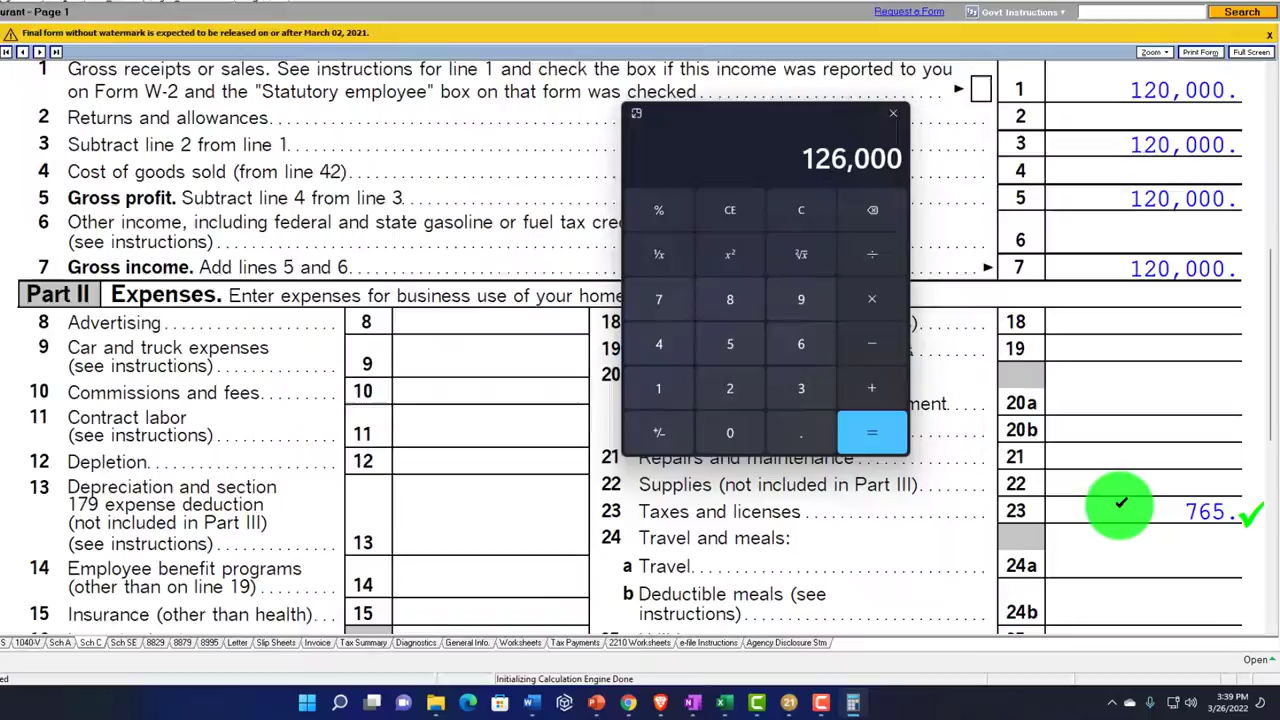 urant - Page 1
Request a Form
Govt Instructions
Search
Final form without watermark is expected to be released on or after March 02, 2021.
x
Zoom
Print Form
Full Screen
1 Gross receipts or sales. See instructions for line 1 and check the box if this income was reported to you
on Form W-2 and the "Statutory employee" box on that form was checked 1 120,000.
2 Returns and allowances 2
3 Subtract line 2 from line 1 3 120,000.
4 Cost of goods sold (from line 42) 4
5 Gross profit. Subtract line 4 from line 3 5 120,000.
6 Other income, including federal and state gasoline or fuel tax cre
(see instructions) 6
7 Gross income. Add lines 5 and 6 7 120,000.
Part II Expenses. Enter expenses for business use of your home
126,000
% CE C
¹/x x² ²√x ÷
7 8 9 ×
4 5 6 −
1 2 3 +
+/− 0 . =
8 Advertising 8
9 Car and truck expenses
(see instructions) 9
10 Commissions and fees 10
11 Contract labor
(see instructions) 11
12 Depletion 12
13 Depreciation and section
179 expense deduction
(not included in Part III)
(see instructions) 13
14 Employee benefit programs
(other than on line 19) 14
15 Insurance (other than health) 15
18 ). 18
19 19
20
ment 20a
20b
21 Repairs and maintenance 21
22 Supplies (not included in Part III) 22
23 Taxes and licenses 23 765.
24 Travel and meals:
a Travel 24a
b Deductible meals (see
instructions) 24b
S 1040-V Sch A Sch C Sch SE 8829 8879 8995 Letter Slip Sheets Invoice Tax Summary Diagnostics General Info. Worksheets Tax Payments 2210 Worksheets e-file Instructions Agency Disclosure Stm
Open
ed
Initializing Calculation Engine Done
21
3:39 PM
3/26/2022